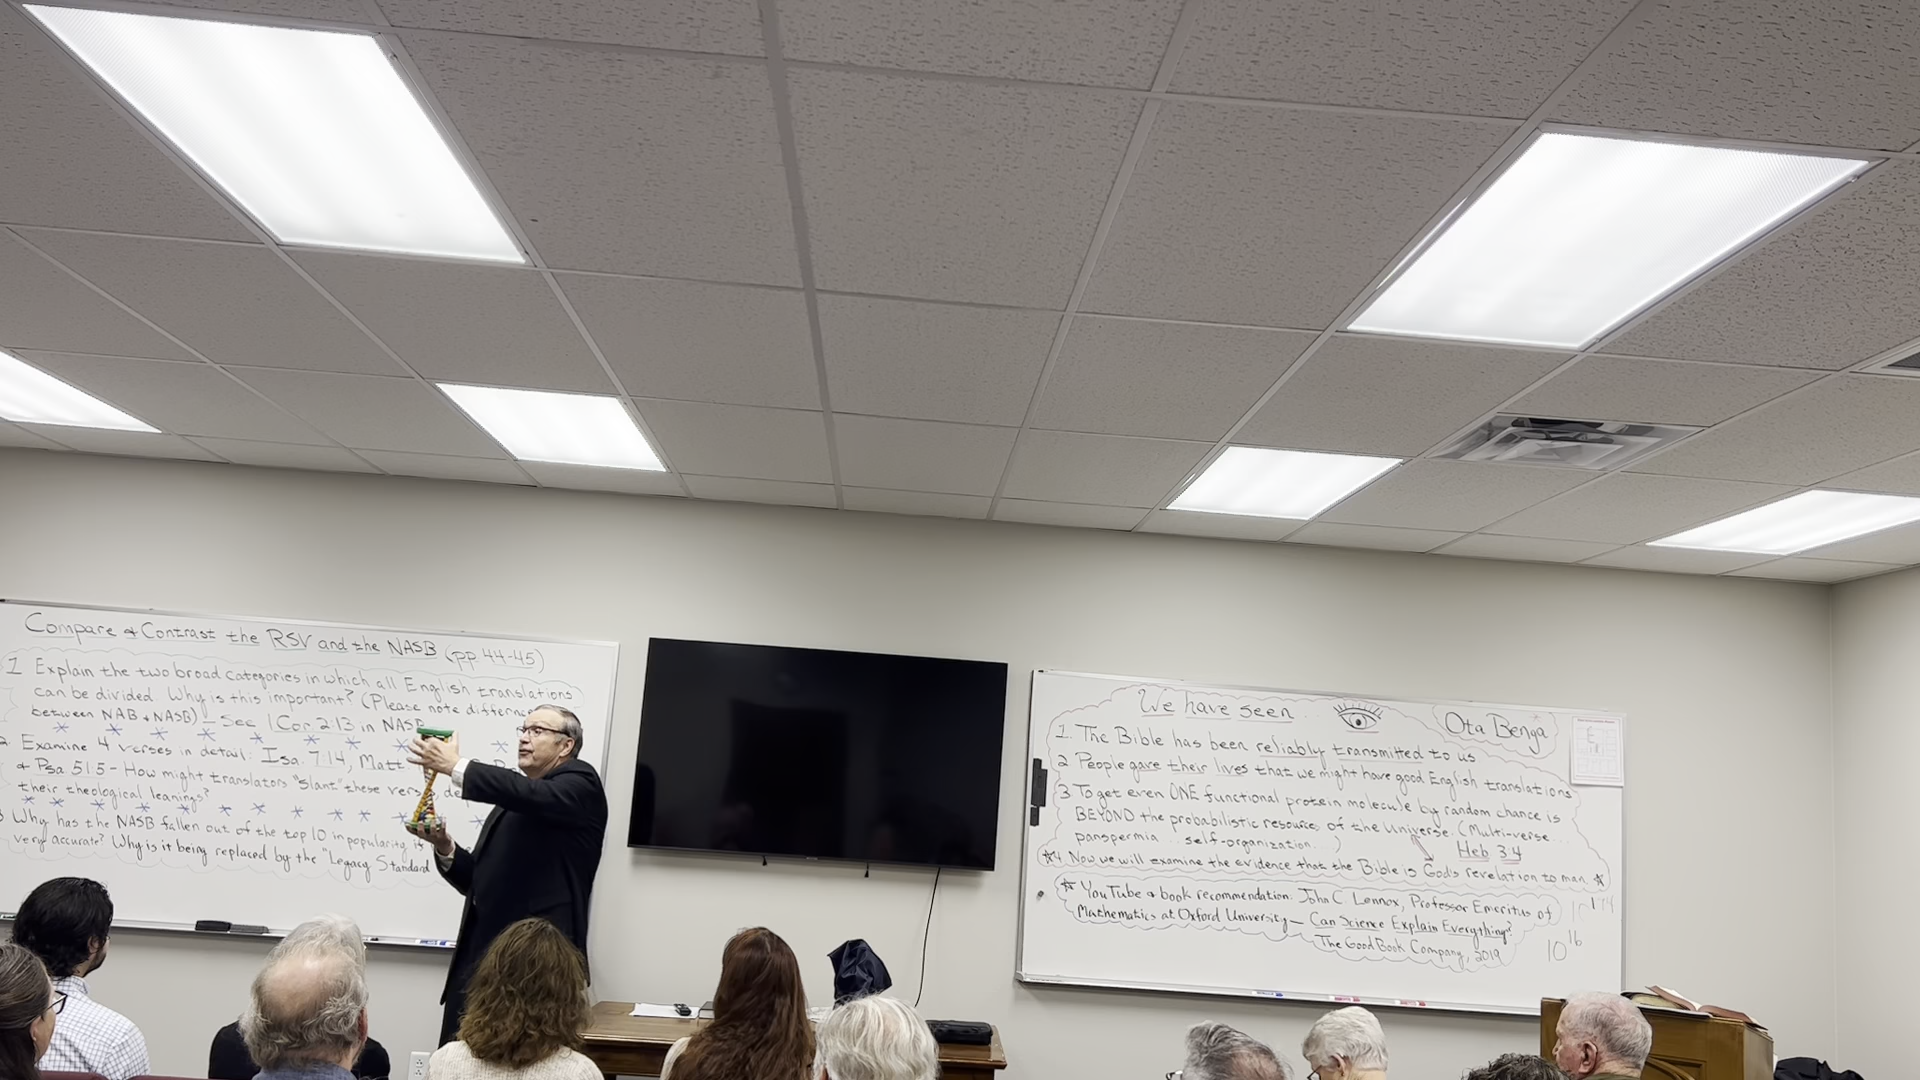 Compare & Contrast the RSV and the NASB (pp 44-45)
1 Explain the two broad categories in which all English translations
can be divided. Why is this important? (Please note differenc
between NAB & NASB) - See 1 Cor 2:13 in NASB
2. Examine 4 verses in detail: Isa. 7:14, Matt
& Psa 51:5 - How might translators "slant" these verses de
their theological leanings?
3 Why has the NASB fallen out of the top 10 in popularity, if
very accurate? Why is it being replaced by the "Legacy Standard
We have seen
Ota Benga
1. The Bible has been reliably transmitted to us
2 People gave their lives that we might have good English translations
3 To get even ONE functional protein molecule by random chance is
BEYOND the probabilistic resources of the Universe. (Multi-verse...
panspermia...self-organization...)
Heb 3:4
4 Now we will examine the evidence that the Bible is God's revelation to man
YouTube & book recommendation: John C. Lennox, Professor Emeritus of
Mathematics at Oxford University - Can Science Explain Everything?
The Good Book Company, 2019
10^16